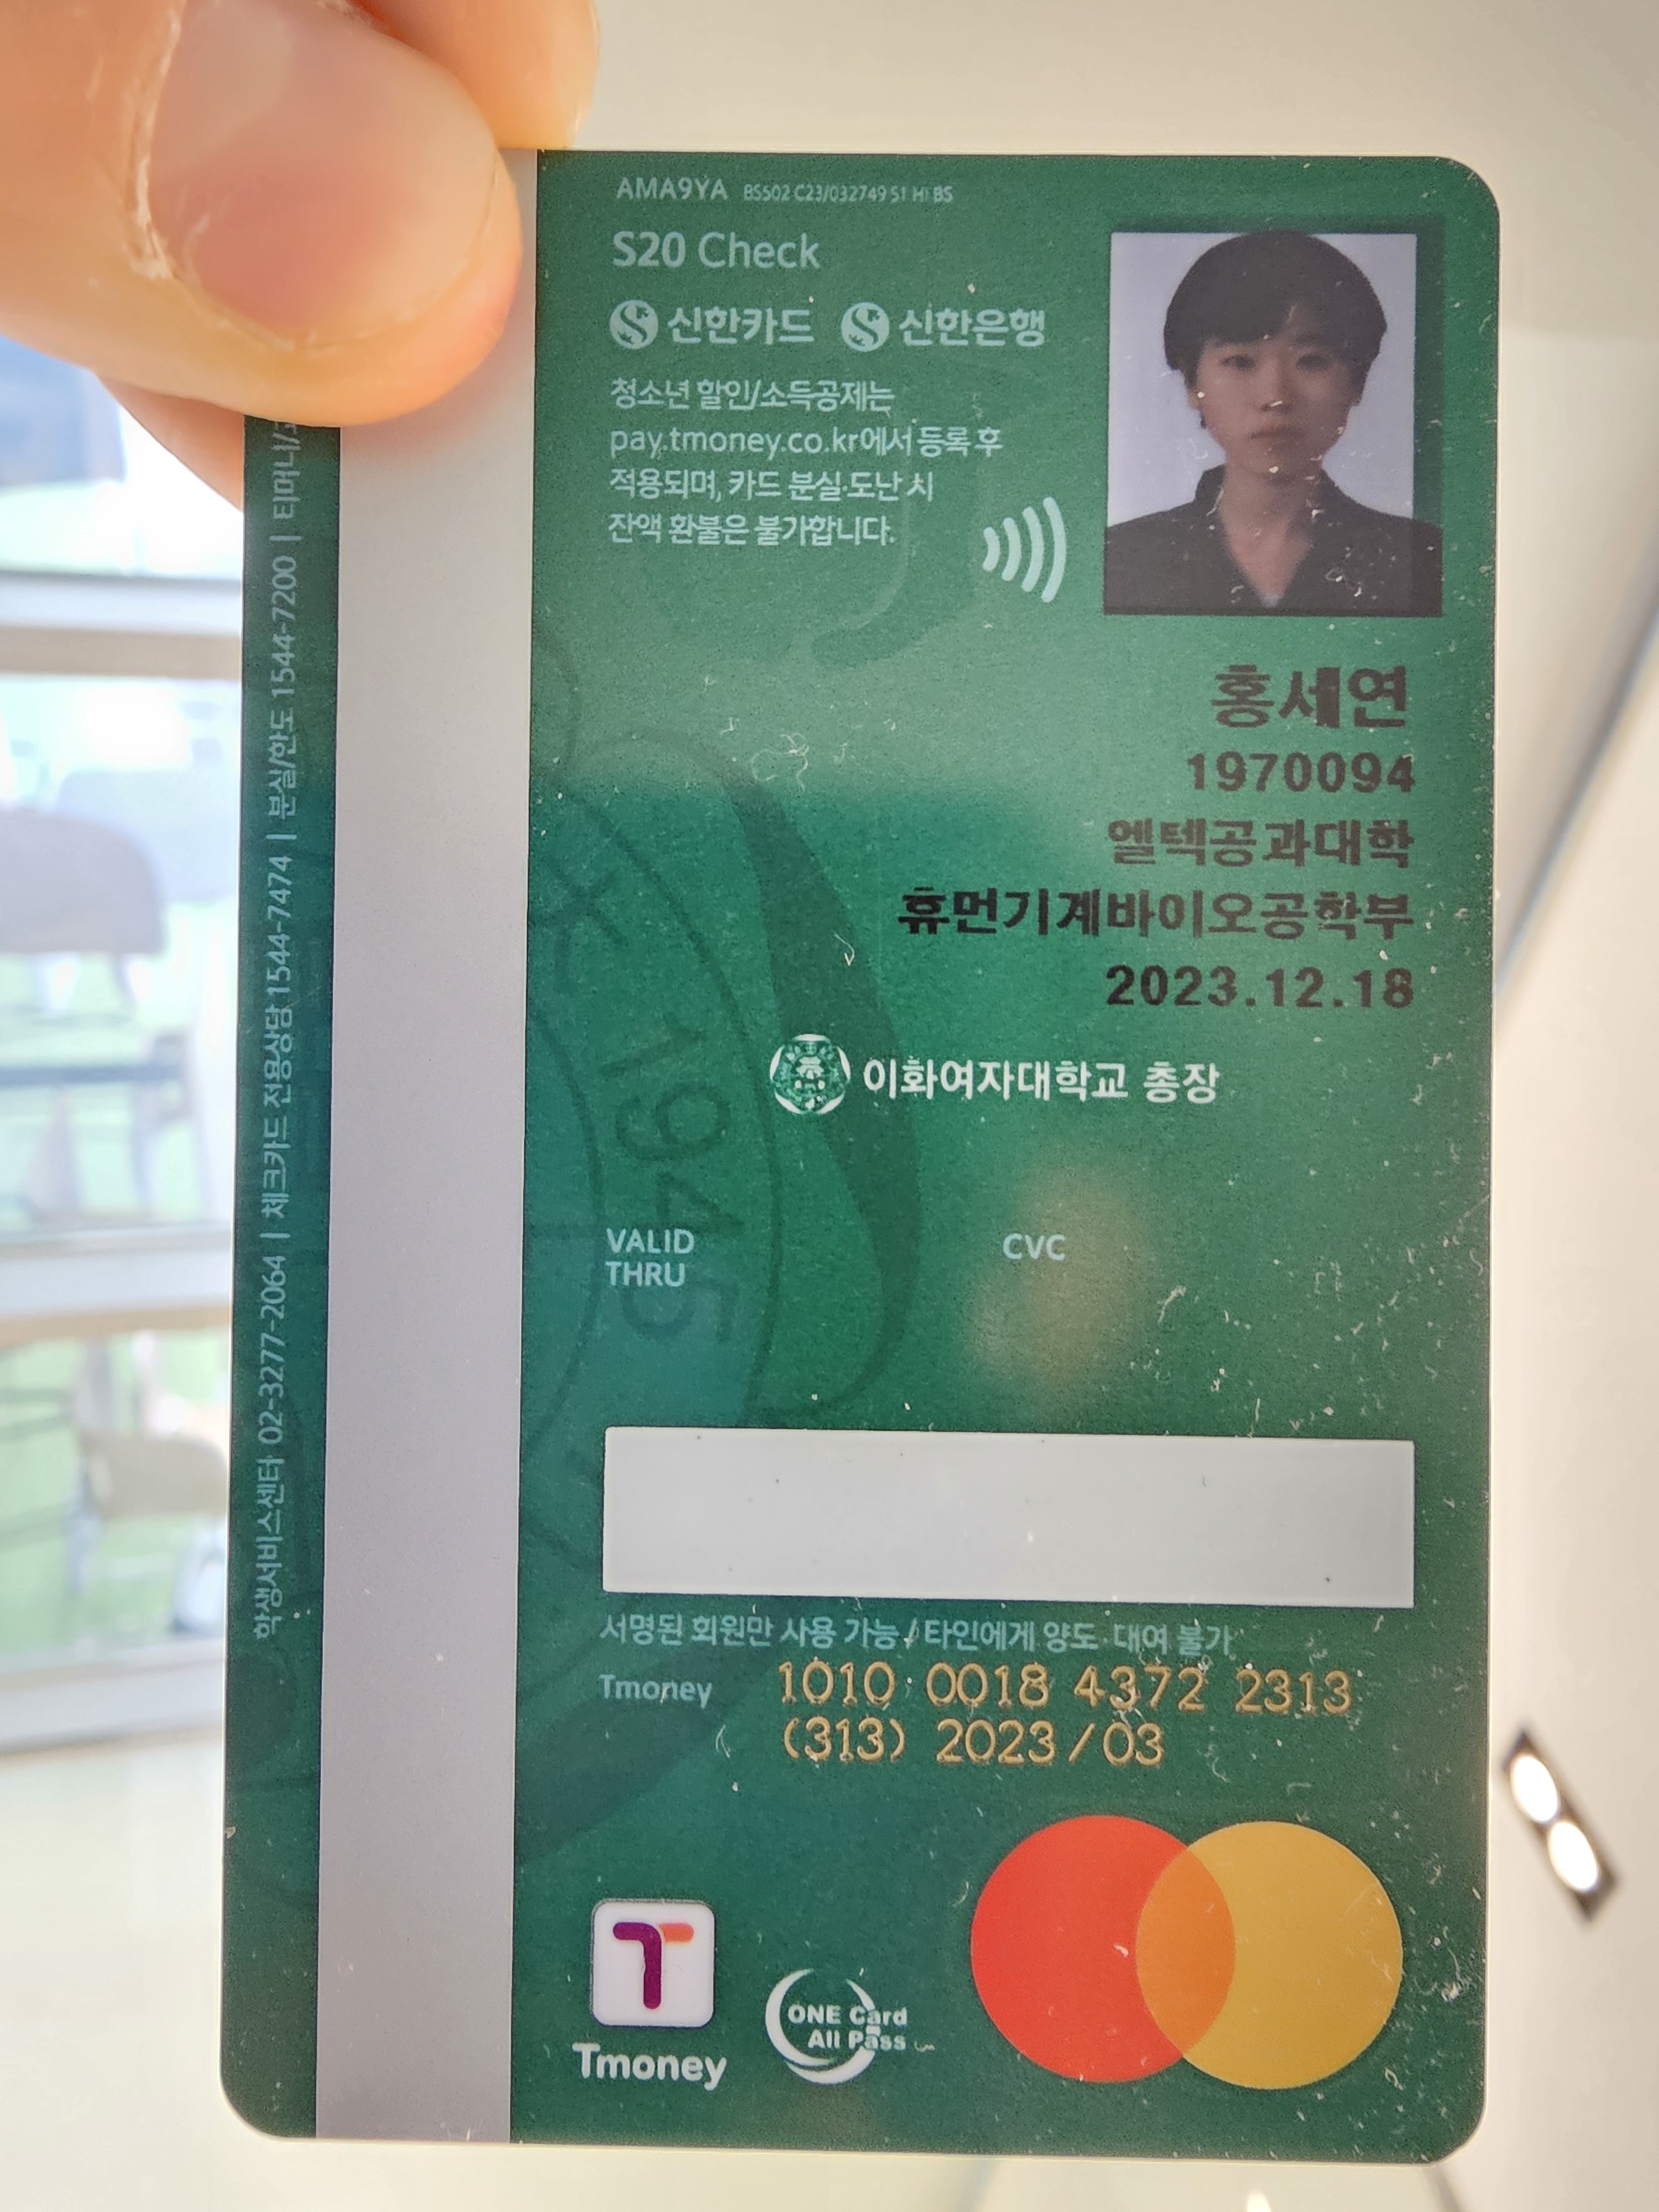 AMA9YA BS502 C23/032749 S1 HI BS
S20 Check
신한카드 신한은행
청소년 할인/소득공제는
pay.tmoney.co.kr에서 등록 후
적용되며, 카드 분실·도난 시
잔액 환불은 불가합니다.
홍세연
1970094
엘텍공과대학
휴먼기계바이오공학부
2023.12.18
이화여자대학교 총장
1945
VALID
THRU
CVC
서명된 회원만 사용 가능 / 타인에게 양도·대여 불가
Tmoney 1010 0018 4372 2313
(313) 2023/03
Tmoney
ONE Card
All Pass
학생서비스센터 02-3277-2064 | 체크카드 전용상담 1544-7474 | 분실/한도 1544-7200 | 티머니/